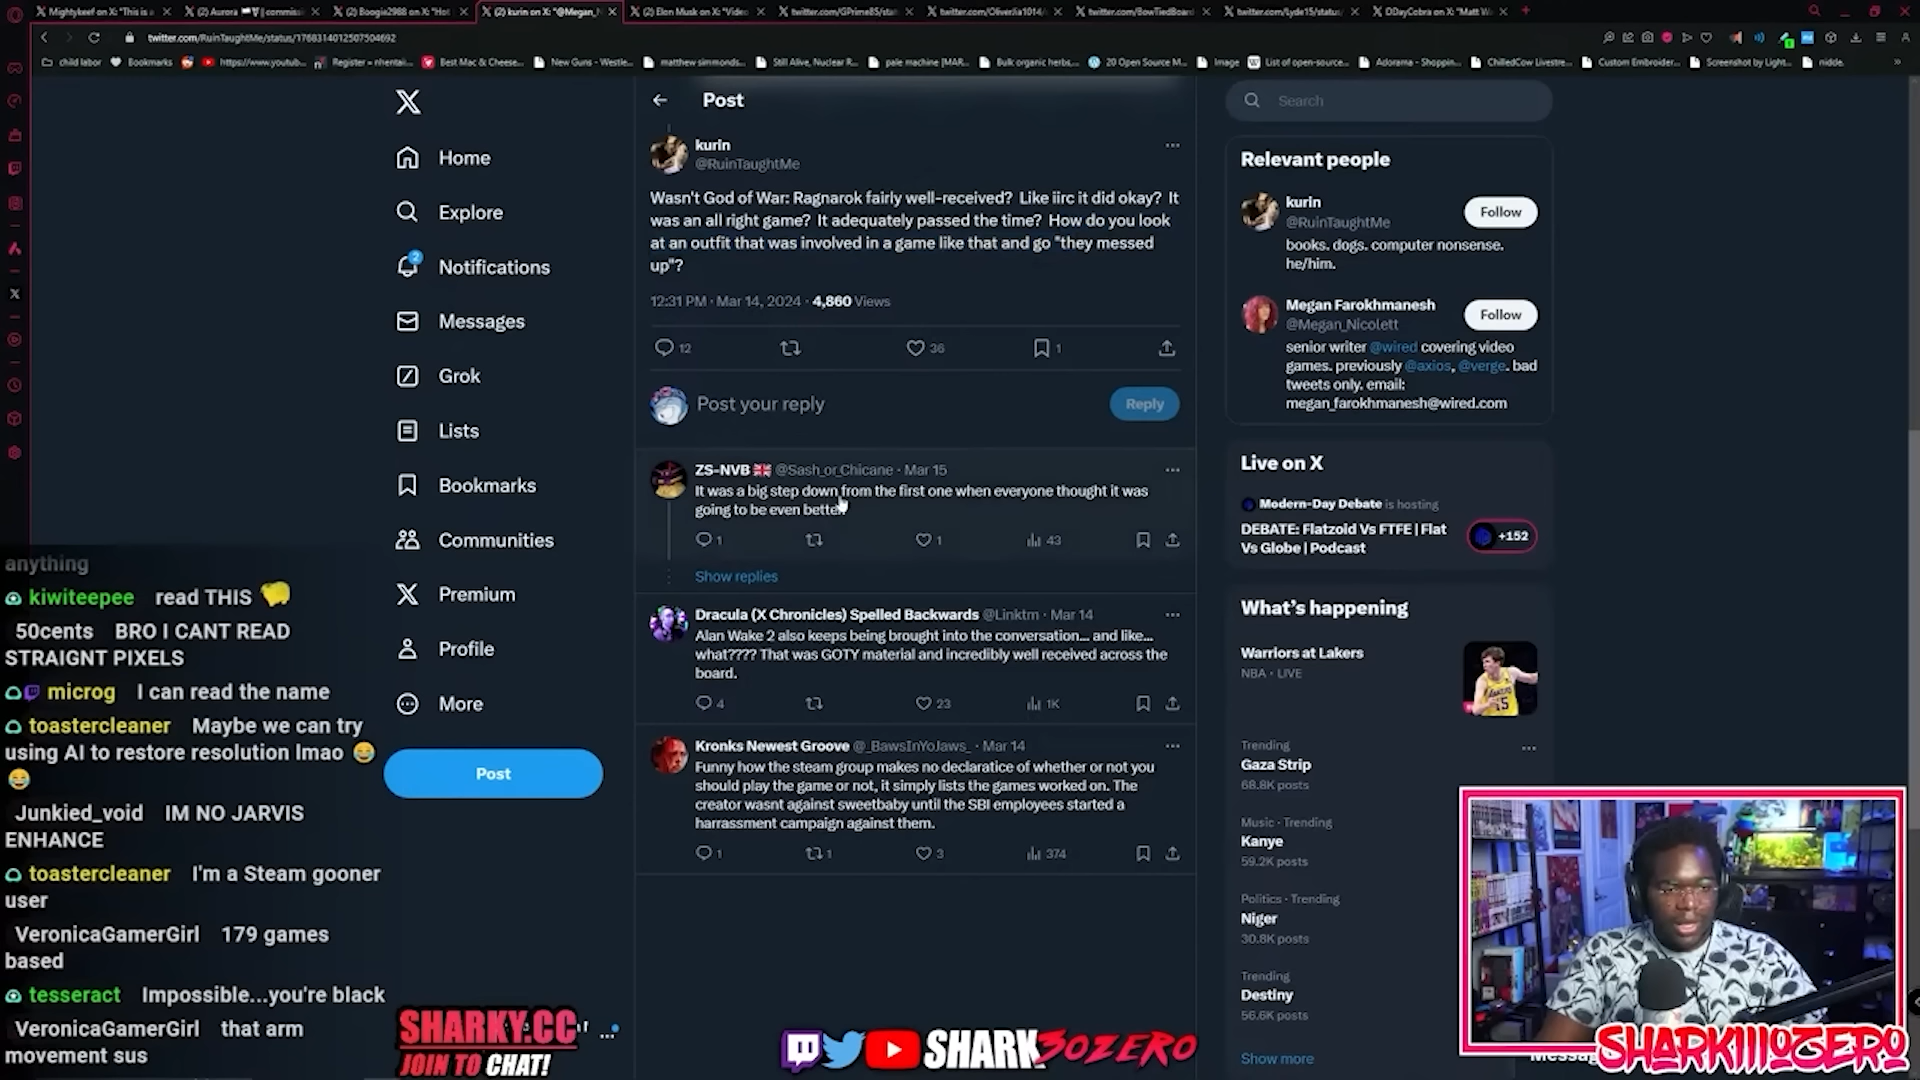 Mightykeef on X: "This is a
(2) Aurora | commissi
(2) Boogie2988 on X: "Hot
(2) kurin on X: "@Megan_N
(2) Elon Musk on X: "Video
twitter.com/GPrime85/stat
twitter.com/OliverJia1014/
twitter.com/BowTiedBoard
twitter.com/Lyde15/status/
DDayCobra on X: "Matt W
twitter.com/RuinTaughtMe/status/1768314012507504692
child labor
Bookmarks
https://www.youtub...
Register = nhentai...
Best Mac & Cheese...
New Guns - Westle...
matthew simmonds...
Still Alive, Nuclear R...
pale machine [MAR...
Bulk organic herbs,...
20 Open Source M...
Image
List of open-source...
Adorama - Shoppin...
ChilledCow Livestre...
Custom Embroider...
Screenshot by Light...
nidde.
Home
Explore
2
Notifications
Messages
Grok
Lists
Bookmarks
Communities
Premium
Profile
More
Post
Post
kurin
@RuinTaughtMe
Wasn't God of War: Ragnarok fairly well-received? Like iirc it did okay? It
was an all right game? It adequately passed the time? How do you look
at an outfit that was involved in a game like that and go "they messed
up"?
12:31 PM · Mar 14, 2024 · 4,860 Views
12
36
1
Post your reply
Reply
ZS-NVB @Sash_or_Chicane · Mar 15
It was a big step down from the first one when everyone thought it was
going to be even better
1
1
43
Show replies
Dracula (X Chronicles) Spelled Backwards @Linktm · Mar 14
Alan Wake 2 also keeps being brought into the conversation... and like...
what???? That was GOTY material and incredibly well received across the
board.
4
23
1K
Kronks Newest Groove @_BawsInYoJaws_ · Mar 14
Funny how the steam group makes no declaratice of whether or not you
should play the game or not, it simply lists the games worked on. The
creator wasnt against sweetbaby until the SBI employees started a
harrassment campaign against them.
1
1
3
374
Search
Relevant people
kurin
@RuinTaughtMe
Follow
books. dogs. computer nonsense.
he/him.
Megan Farokhmanesh
@Megan_Nicolett
Follow
senior writer @wired covering video
games. previously @axios, @verge. bad
tweets only. email:
megan_farokhmanesh@wired.com
Live on X
Modern-Day Debate is hosting
DEBATE: Flatzoid Vs FTFE | Flat
Vs Globe | Podcast
+152
What's happening
Warriors at Lakers
NBA · LIVE
Trending
Gaza Strip
68.8K posts
Music · Trending
Kanye
59.2K posts
Politics · Trending
Niger
30.8K posts
Trending
Destiny
56.6K posts
Show more
anything
kiwiteepee read THIS
50cents BRO I CANT READ
STRAIGNT PIXELS
microg I can read the name
toastercleaner Maybe we can try
using AI to restore resolution lmao
Junkied_void IM NO JARVIS
ENHANCE
toastercleaner I'm a Steam gooner
user
VeronicaGamerGirl 179 games
based
tesseract Impossible...you're black
VeronicaGamerGirl that arm
movement sus
SHARKY.CC
JOIN TO CHAT!
SHARK3OZERO
SHARK3OZERO